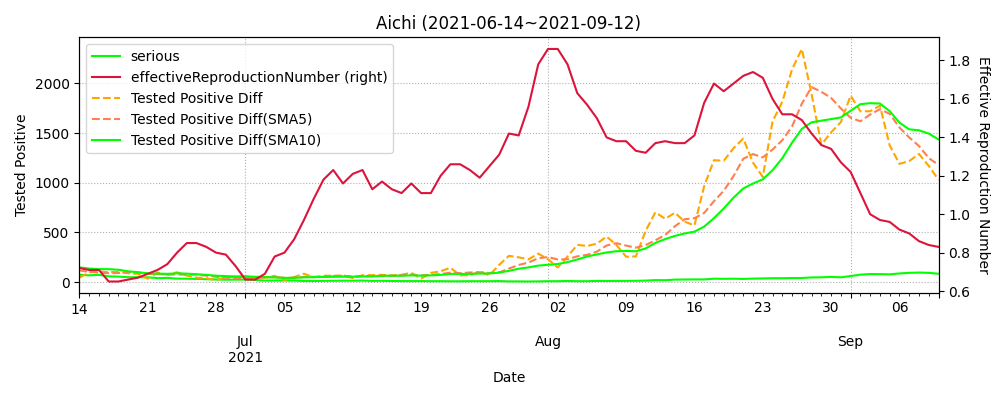 Aichi (2021-06-14~2021-09-12)
serious
effectiveReproductionNumber (right)
Tested Positive Diff
Tested Positive Diff(SMA5)
Tested Positive Diff(SMA10)
Tested Positive
2000
1500
1000
500
0
Effective Reproduction Number
1.8
1.6
1.4
1.2
1.0
0.8
0.6
14 21 28 05 12 19 26 02 09 16 23 30 06
Jul Aug Sep
2021
Date